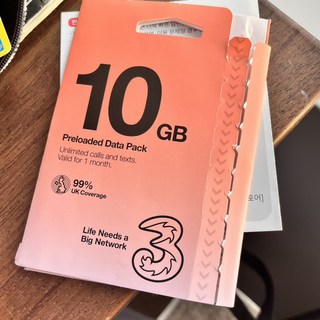 10
GB
Preloaded Data Pack
Unlimited calls and texts.
Valid for 1 month.
99%
UK Coverage
Life Needs a
Big Network
3